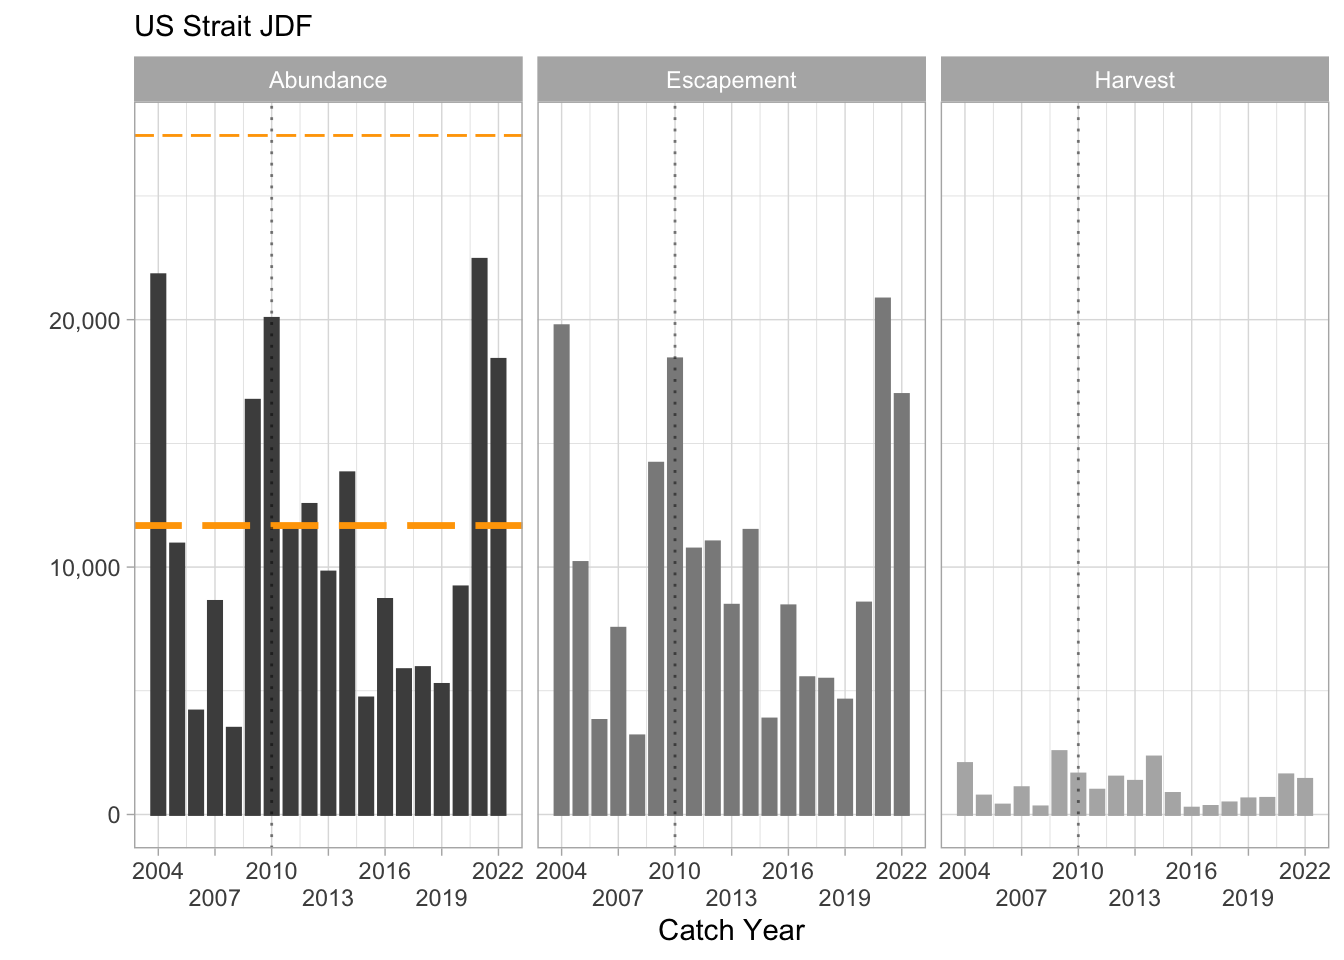 US Strait JDF
Abundance Escapement Harvest
20,000
10,000
0
2004 2010 2016 2022 2004 2010 2016 2022 2004 2010 2016 2022
2007 2013 2019 2007 2013 2019 2007 2013 2019
Catch Year